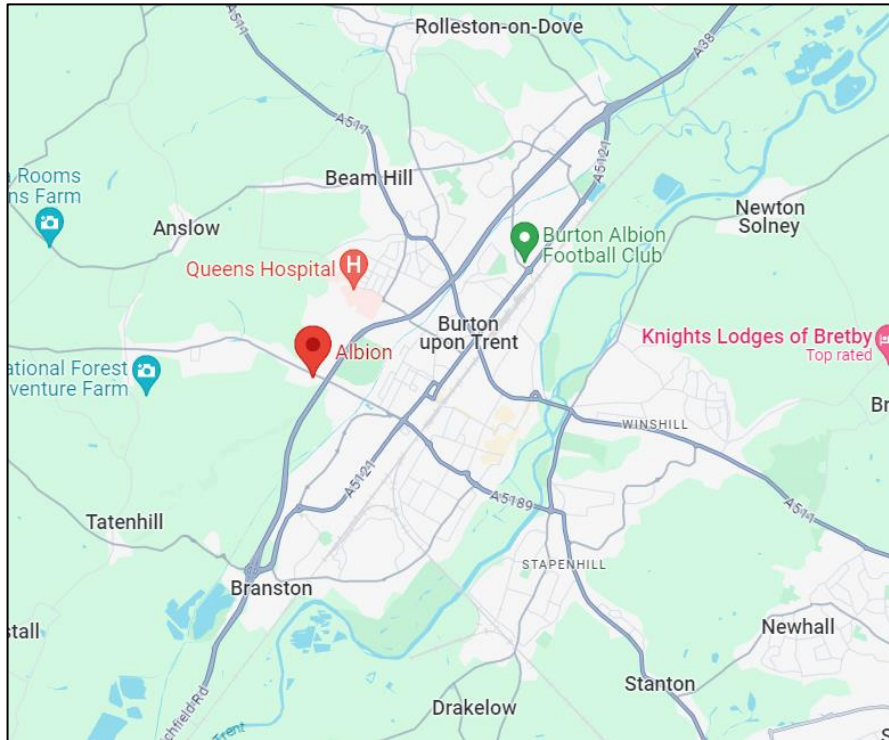 Rolleston-on-Dove
A38
A511
A511
A5121
Beam Hill
Rooms
ns Farm
Anslow
Newton
Solney
Burton Albion
Football Club
Queens Hospital
H
Burton
upon Trent
Knights Lodges of Bretby
Top rated
Albion
ational Forest
venture Farm
Br
WINSHILL
A5121
A5189
A511
Tatenhill
STAPENHILL
Branston
Newhall
stall
Stanton
chfield Rd
Drakelow
Trent
S